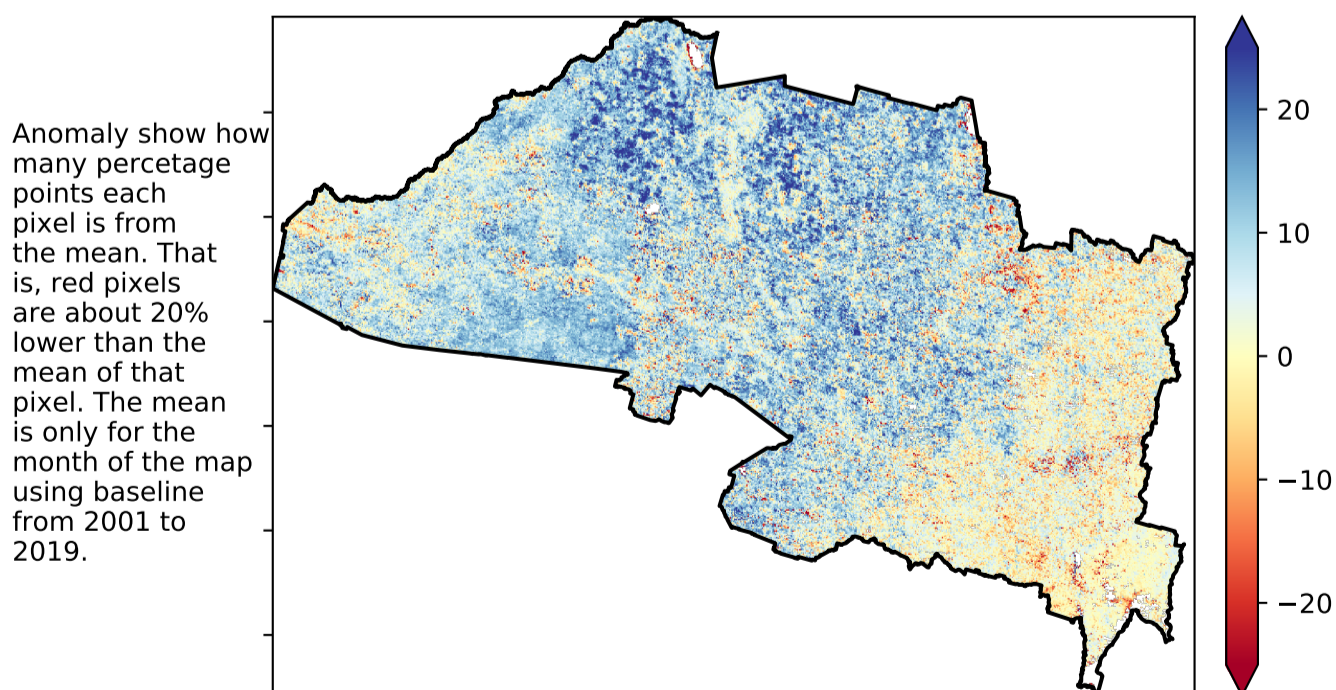 Anomaly show how
many percetage
points each
pixel is from
the mean. That
is, red pixels
are about 20%
lower than the
mean of that
pixel. The mean
is only for the
month of the map
using baseline
from 2001 to
2019.
20
10
0
−10
−20